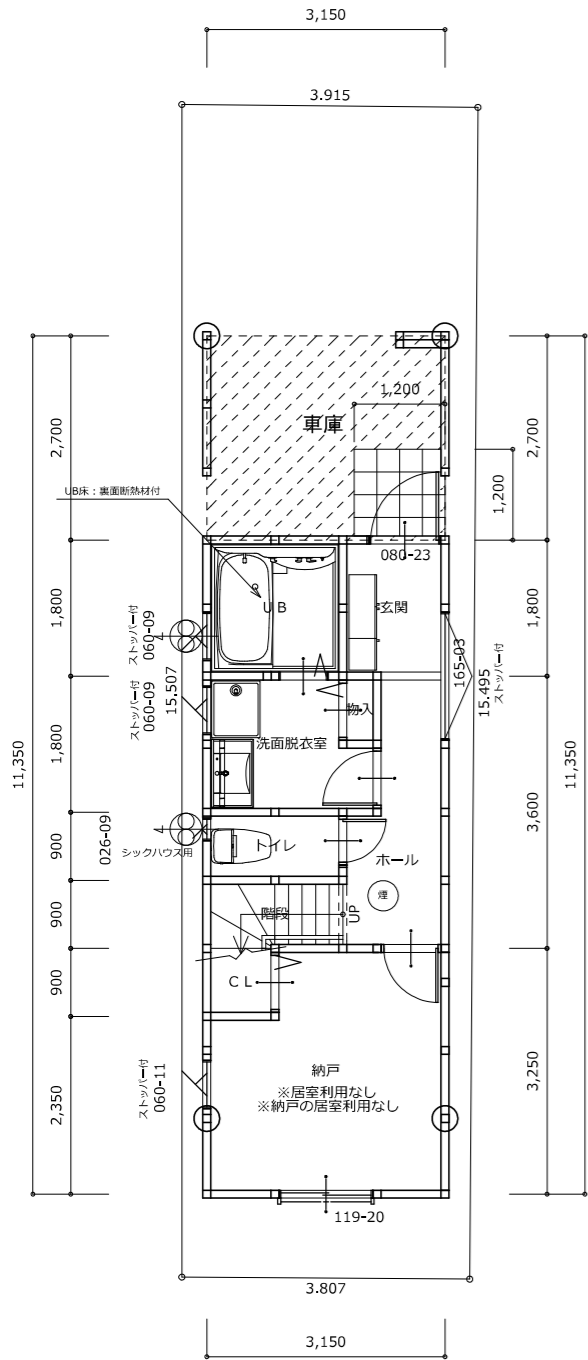 3,150
3.915
2,700
1,800
1,800
900
900
900
2,350
11,350
車庫
1,200
1,200
2,700
1,800
3,600
3,250
11,350
UB床：裏面断熱材付
080-23
UB
玄関
ストッパー付
060-09
ストッパー付
060-09
15.507
165-03
15.495
ストッパー付
物入
洗面脱衣室
026-09
シックハウス用
トイレ
ホール
煙
階段
UP
CL
ストッパー付
060-11
納戸
※居室利用なし
※納戸の居室利用なし
119-20
3.807
3,150